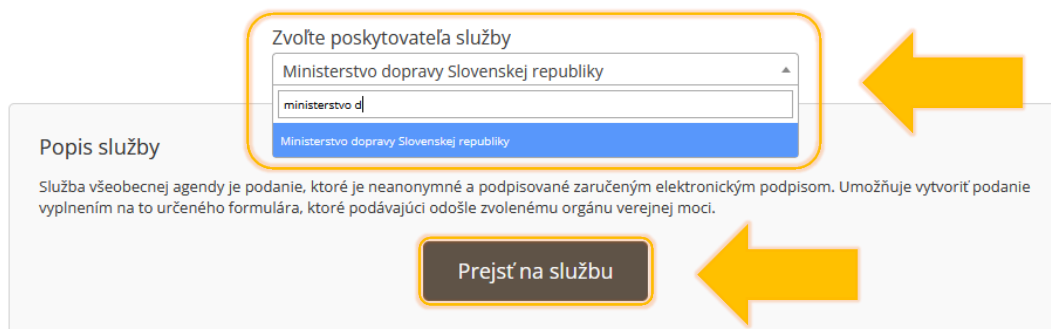 Zvoľte poskytovateľa služby
Ministerstvo dopravy Slovenskej republiky
ministerstvo d
Ministerstvo dopravy Slovenskej republiky
Popis služby
Služba všeobecnej agendy je podanie, ktoré je neanonymné a podpisované zaručeným elektronickým podpisom. Umožňuje vytvoriť podanie
vyplnením na to určeného formulára, ktoré podávajúci odošle zvolenému orgánu verejnej moci.
Prejsť na službu